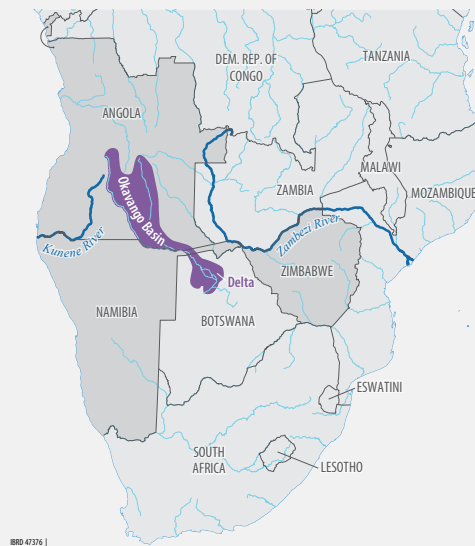 DEM. REP. OF
CONGO
TANZANIA
ANGOLA
MALAWI
ZAMBIA
MOZAMBIQUE
Okavango Basin
Kunene River
Zambezi River
ZIMBABWE
Delta
NAMIBIA
BOTSWANA
ESWATINI
SOUTH
AFRICA
LESOTHO
IBRD 47376 |